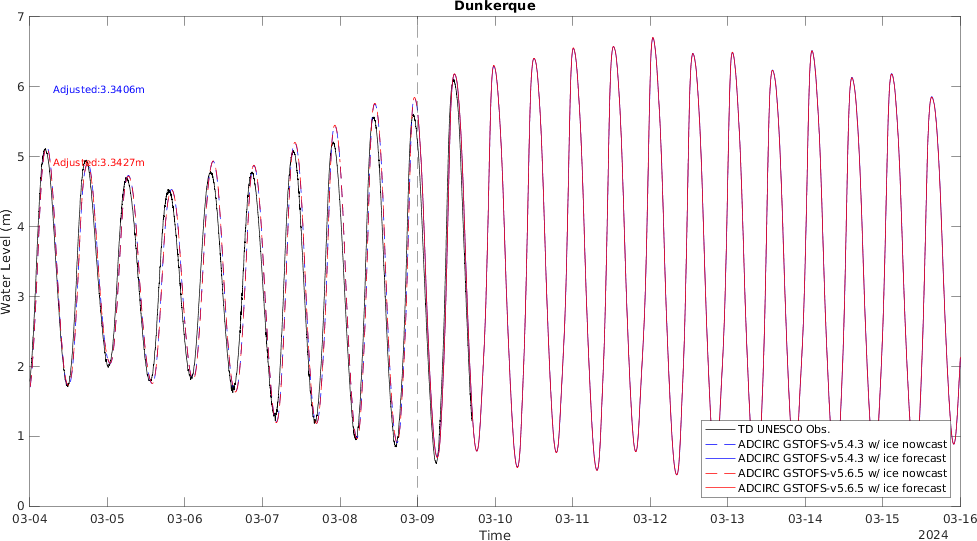 Dunkerque
7
6
5
4
3
2
1
0
Water Level (m)
Adjusted:3.3406m
Adjusted:3.3427m
TD UNESCO Obs.
ADCIRC GSTOFS-v5.4.3 w/ ice nowcast
ADCIRC GSTOFS-v5.4.3 w/ ice forecast
ADCIRC GSTOFS-v5.6.5 w/ ice nowcast
ADCIRC GSTOFS-v5.6.5 w/ ice forecast
03-04 03-05 03-06 03-07 03-08 03-09 03-10 03-11 03-12 03-13 03-14 03-15 03-16
Time
2024